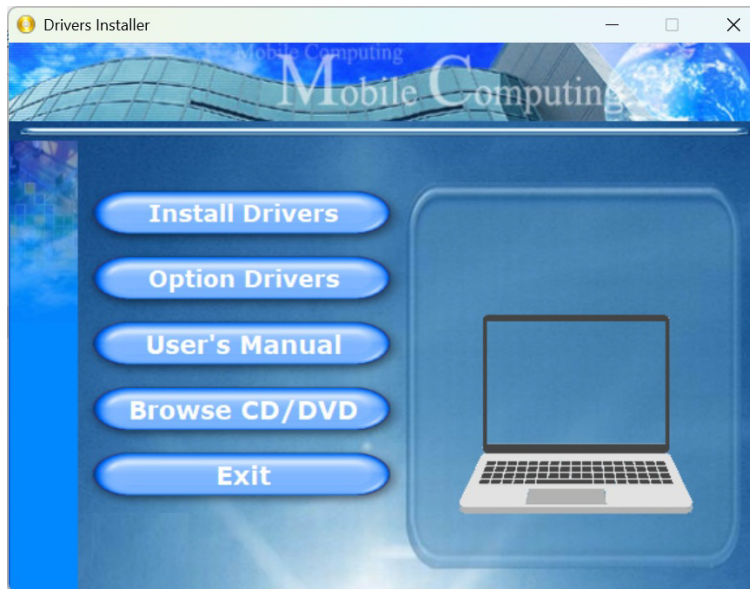 Drivers Installer
Mobile Computing
Mobile Computing
Install Drivers
Option Drivers
User's Manual
Browse CD/DVD
Exit